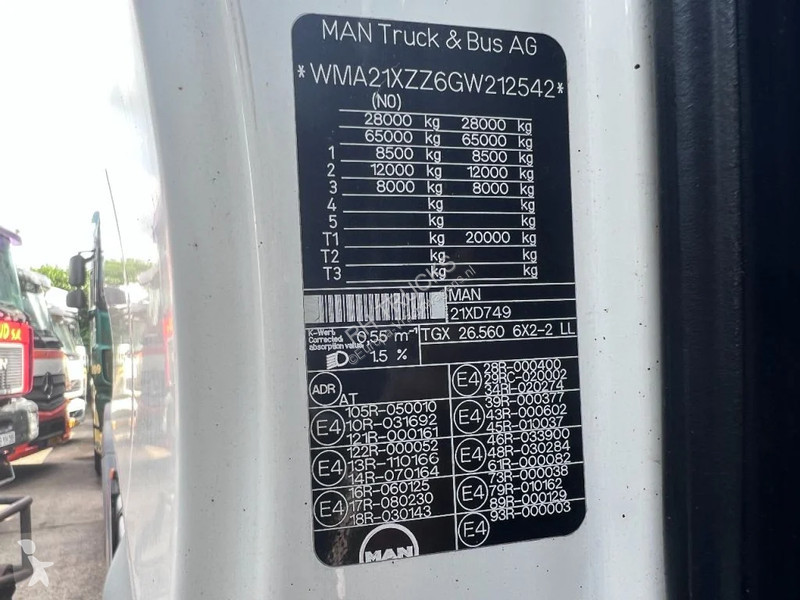 MAN Truck & Bus AG
*WMA21XZZ6GW212542*
(N0)
28000 kg 28000 kg
65000 kg 65000 kg
1 8500 kg 8500 kg
2 12000 kg 12000 kg
3 8000 kg 8000 kg
4 kg kg
5 kg kg
T1 kg 20000 kg
T2 kg kg
T3 kg kg
MAN
21XD749
K-Wert
Corrected absorption value
0,55 m⁻¹
1.5 %
TGX 26.560 6X2-2 LL
ADR AT
E4
105R-050010
10R-031692
121R-000161
E4
122R-000052
13R-110166
14R-070164
E4
16R-060125
17R-080230
18R-030143
E4
28R-000400
34RI-020274
E4
39R-000377
43R-000602
45R-010037
E4
46R-033900
48R-030284
61R-000082
E4
73R-000038
79R-010162
89R-000129
E4
93R-000003
MAN
TRUCKS